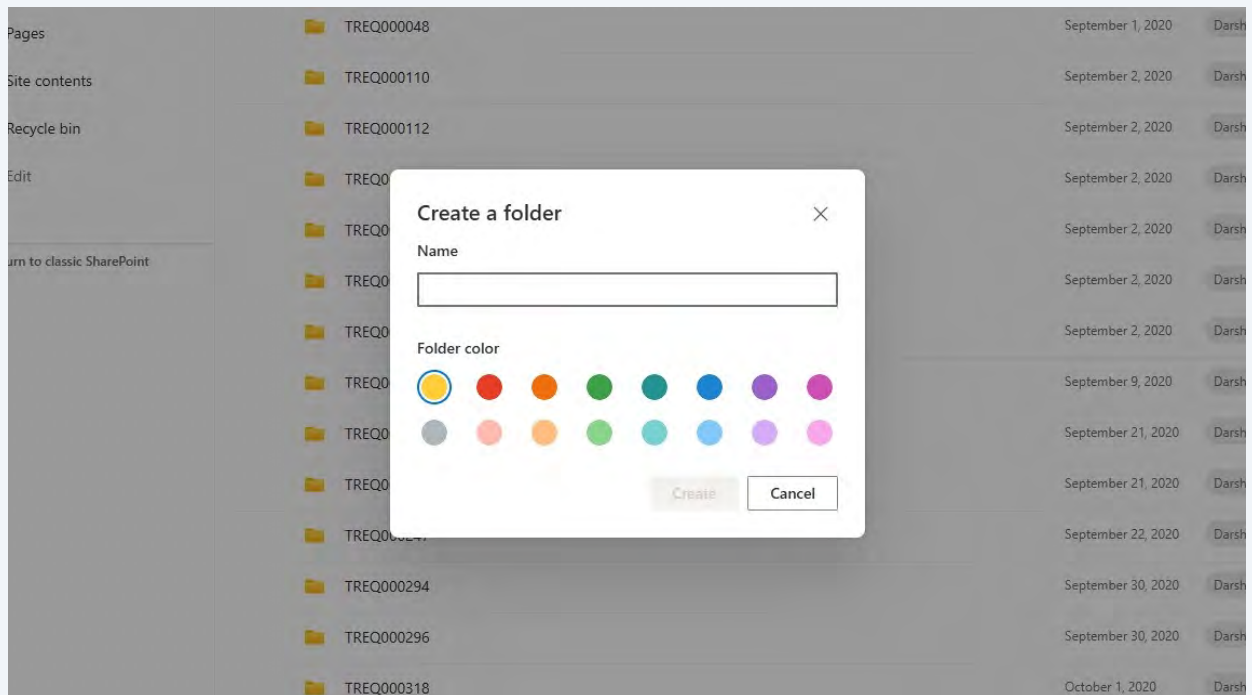 Pages
TREQ000048
September 1, 2020
Darsh
Site contents
TREQ000110
September 2, 2020
Darsh
Recycle bin
TREQ000112
September 2, 2020
Darsh
Edit
TREQ0
September 2, 2020
Darsh
Create a folder
TREQ0
September 2, 2020
Darsh
Name
urn to classic SharePoint
TREQ0
September 2, 2020
Darsh
TREQ0
September 2, 2020
Darsh
Folder color
TREQ0
September 9, 2020
Darsh
TREQ0
September 21, 2020
Darsh
TREQ0
September 21, 2020
Darsh
Create
Cancel
September 22, 2020
Darsh
TREQ000294
September 30, 2020
Darsh
TREQ000296
September 30, 2020
Darsh
TREQ000318
October 1, 2020
Darsh